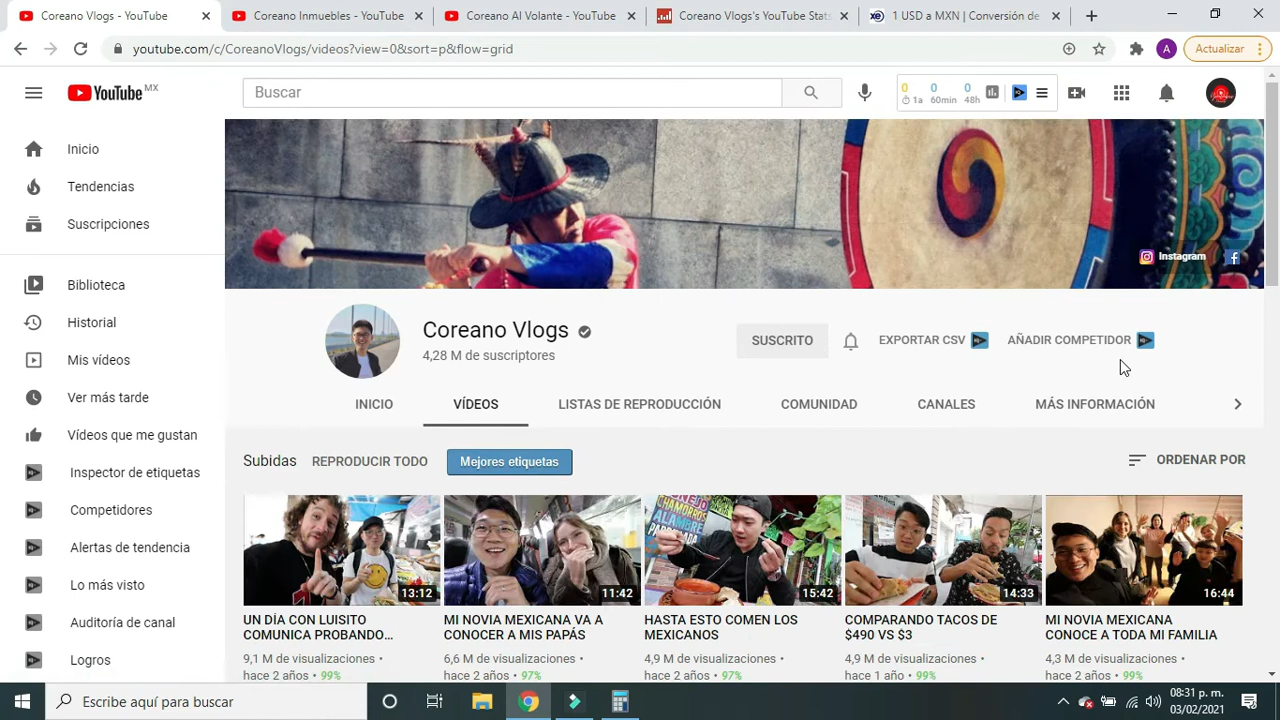 Coreano Vlogs - YouTube
Coreano Inmuebles - YouTube
Coreano Al Volante - YouTube
Coreano Vlogs's YouTube Stats
1 USD a MXN | Conversión de
youtube.com/c/CoreanoVlogs/videos?view=0&sort=p&flow=grid
A
Actualizar
YouTube MX
Buscar
0 0 0
1a 60min 48h
Inicio
Tendencias
Suscripciones
Biblioteca
Historial
Mis vídeos
Ver más tarde
Vídeos que me gustan
Inspector de etiquetas
Competidores
Alertas de tendencia
Lo más visto
Auditoría de canal
Logros
Instagram
Coreano Vlogs
4,28 M de suscriptores
SUSCRITO
EXPORTAR CSV
AÑADIR COMPETIDOR
INICIO
VÍDEOS
LISTAS DE REPRODUCCIÓN
COMUNIDAD
CANALES
MÁS INFORMACIÓN
Subidas
REPRODUCIR TODO
Mejores etiquetas
ORDENAR POR
13:12
UN DÍA CON LUISITO
COMUNICA PROBANDO...
9,1 M de visualizaciones •
hace 2 años • 99%
11:42
MI NOVIA MEXICANA VA A
CONOCER A MIS PAPÁS
6,6 M de visualizaciones •
hace 2 años • 97%
15:42
HASTA ESTO COMEN LOS
MEXICANOS
4,9 M de visualizaciones •
hace 2 años • 97%
14:33
COMPARANDO TACOS DE
$490 VS $3
4,9 M de visualizaciones •
hace 1 año • 99%
16:44
MI NOVIA MEXICANA
CONOCE A TODA MI FAMILIA
4,3 M de visualizaciones •
hace 2 años • 99%
Escribe aquí para buscar
08:31 p. m.
03/02/2021